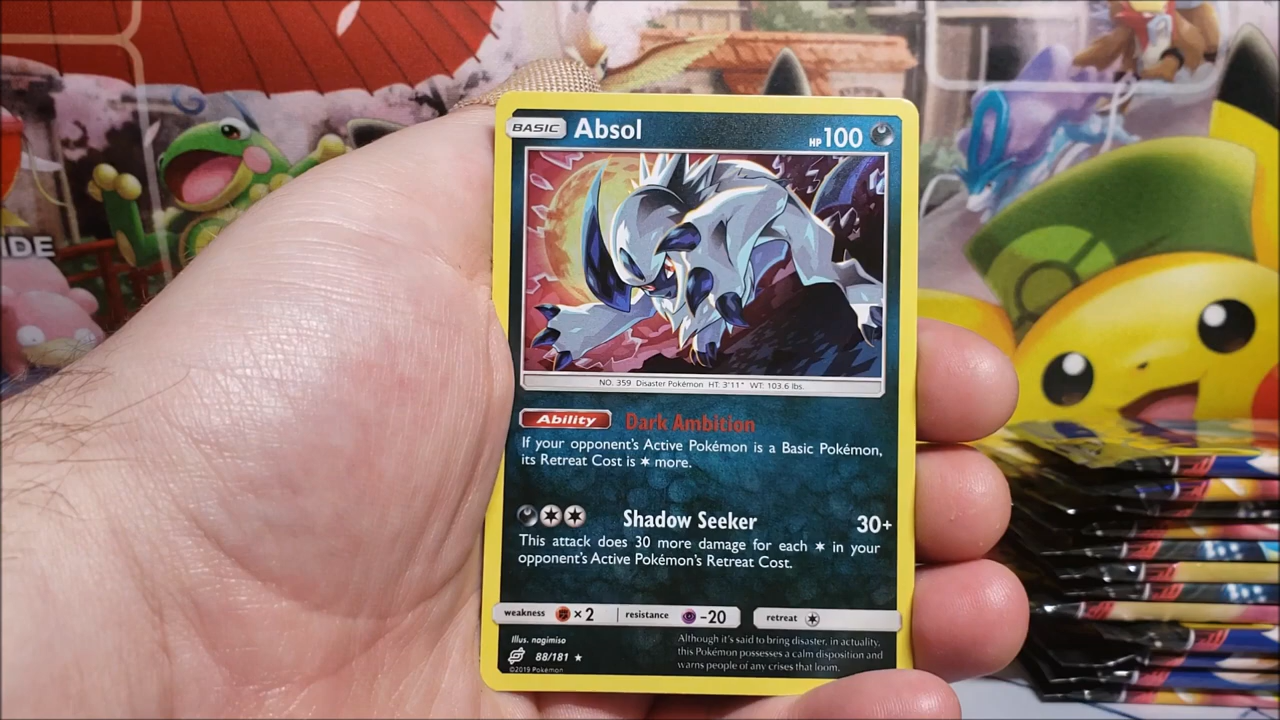 IDE
BASIC Absol HP 100
NO. 359 Disaster Pokémon HT: 3'11" WT: 103.6 lbs.
Ability Dark Ambition
If your opponent's Active Pokémon is a Basic Pokémon,
its Retreat Cost is ✶ more.
Shadow Seeker 30+
This attack does 30 more damage for each ✶ in your
opponent's Active Pokémon's Retreat Cost.
weakness ×2 resistance -20 retreat
Illus. nagimiso
88/181 ★
©2019 Pokémon
Although it's said to bring disaster, in actuality,
this Pokémon possesses a calm disposition and
warns people of any crises that loom.